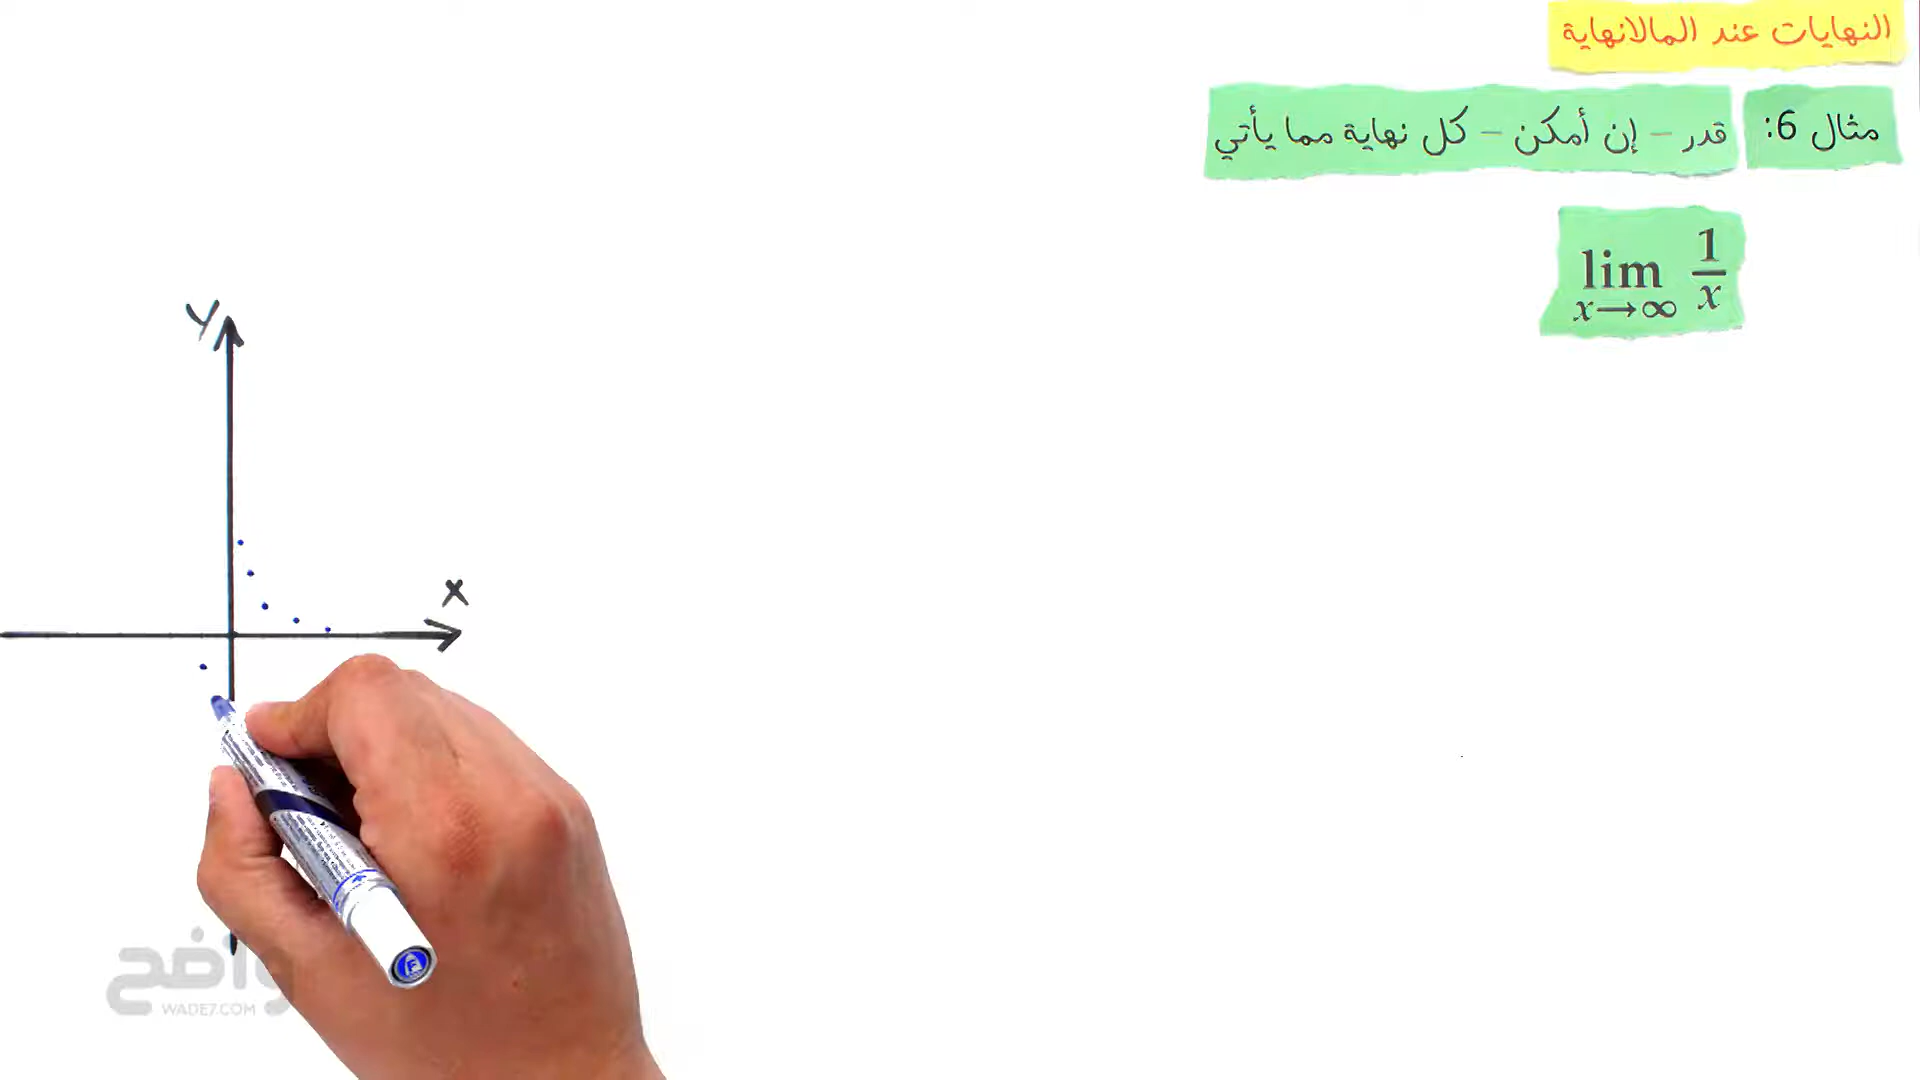 النهايات عند المالانهاية
مثال 6: قدر – إن أمكن – كل نهاية مما يأتي
lim x→∞ 1/x
y
x
واضح
WADE7.COM